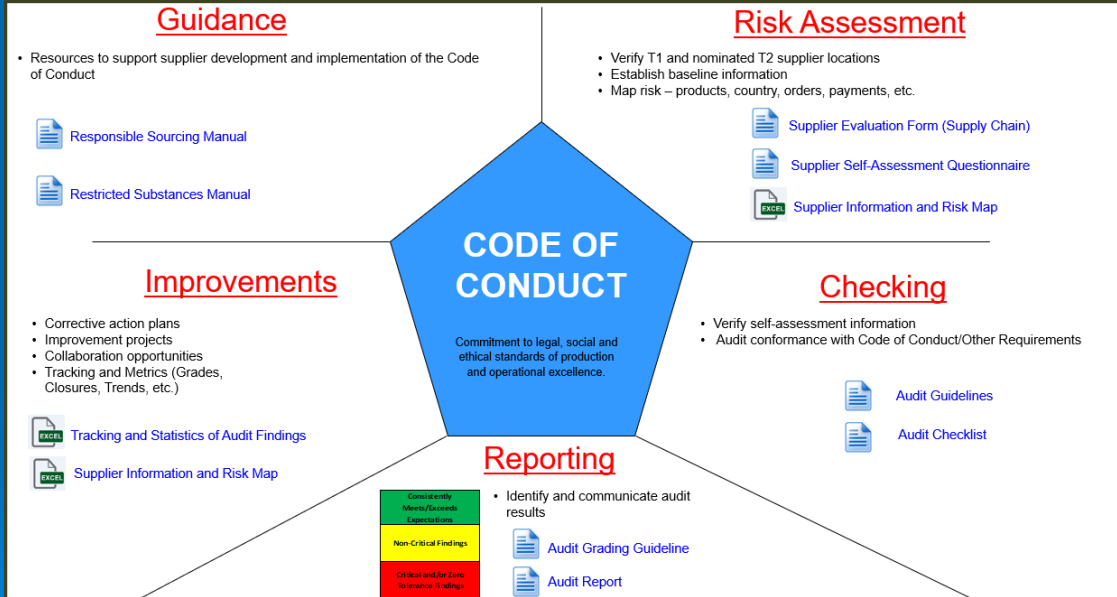 Guidance
• Resources to support supplier development and implementation of the Code
of Conduct
Responsible Sourcing Manual
Restricted Substances Manual
Risk Assessment
• Verify T1 and nominated T2 supplier locations
• Establish baseline information
• Map risk – products, country, orders, payments, etc.
Supplier Evaluation Form (Supply Chain)
Supplier Self-Assessment Questionnaire
EXCEL
Supplier Information and Risk Map
CODE OF
CONDUCT
Commitment to legal, social and
ethical standards of production
and operational excellence.
Improvements
• Corrective action plans
• Improvement projects
• Collaboration opportunities
• Tracking and Metrics (Grades,
Closures, Trends, etc.)
EXCEL
Tracking and Statistics of Audit Findings
EXCEL
Supplier Information and Risk Map
Checking
• Verify self-assessment information
• Audit conformance with Code of Conduct/Other Requirements
Audit Guidelines
Audit Checklist
Reporting
Consistently
Meets/Exceeds
Expectations
Non-Critical Findings
Critical and/or Zero
Tolerance Findings
• Identify and communicate audit
results
Audit Grading Guideline
Audit Report